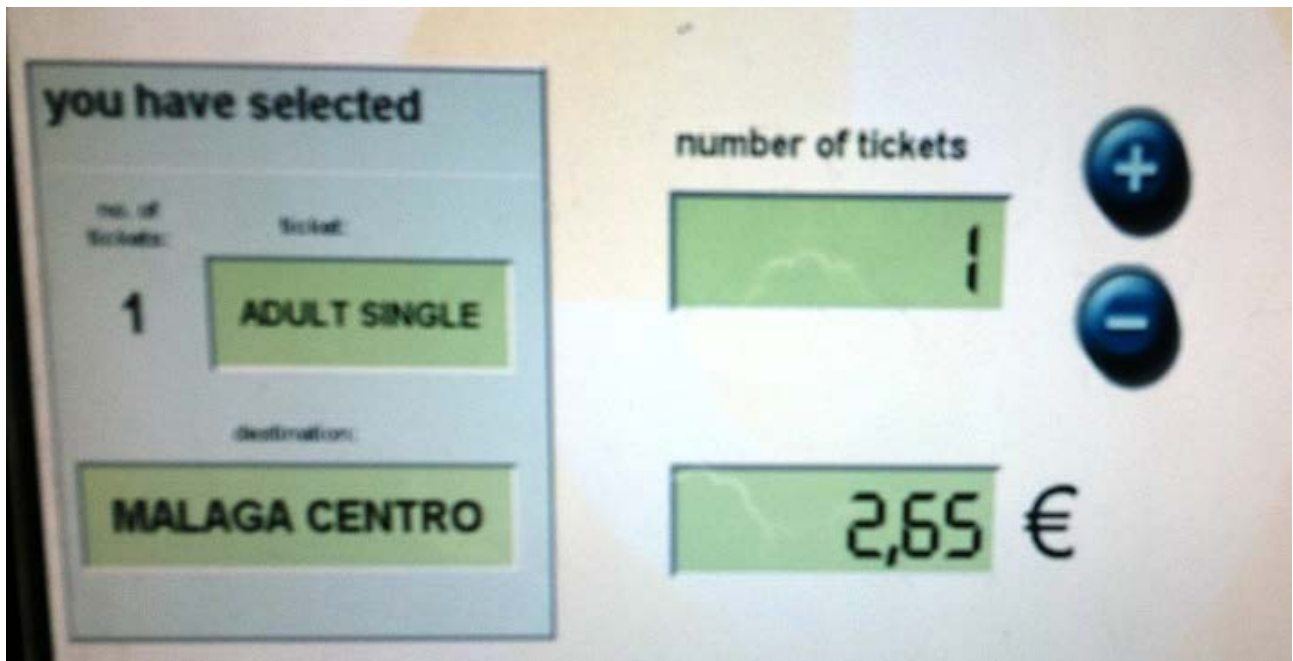 you have selected
no. of
tickets:
ticket:
1
ADULT SINGLE
destination:
MALAGA CENTRO
number of tickets
1
+
-
2,65 €